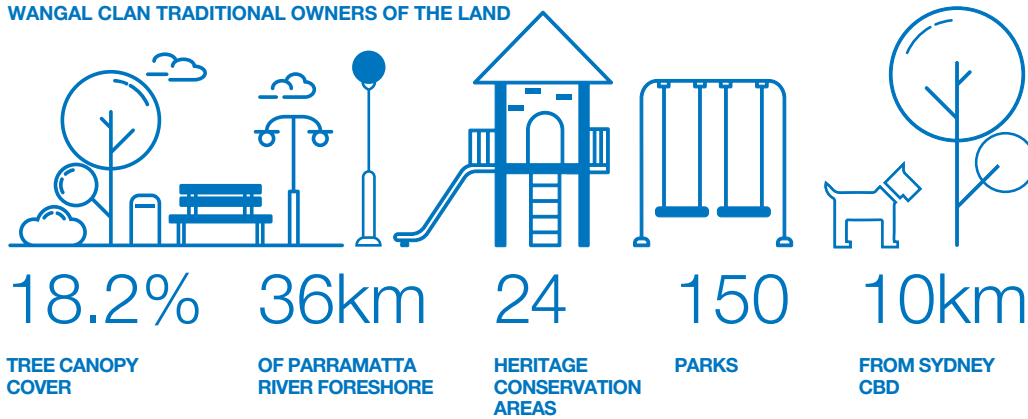 WANGAL CLAN TRADITIONAL OWNERS OF THE LAND
18.2%
TREE CANOPY
COVER
36km
OF PARRAMATTA
RIVER FORESHORE
24
HERITAGE
CONSERVATION
AREAS
150
PARKS
10km
FROM SYDNEY
CBD